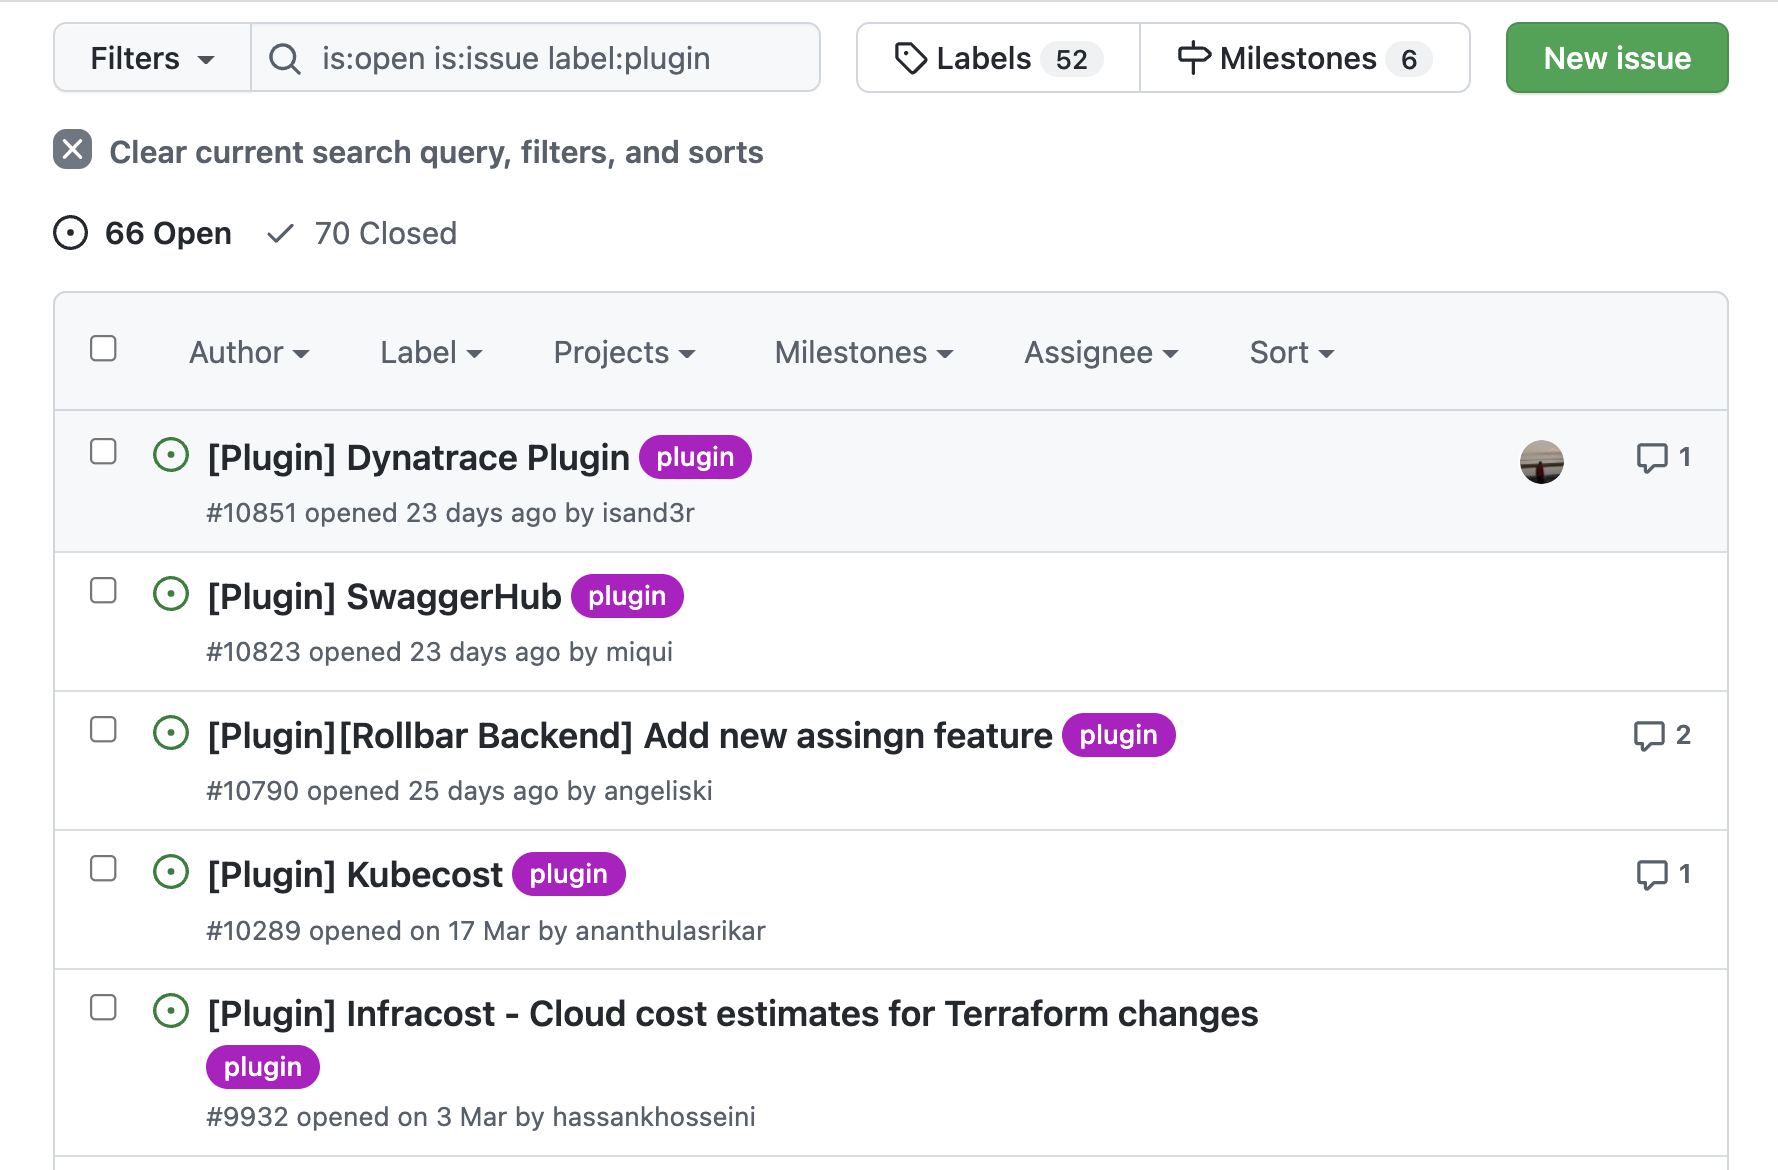 Filters is:open is:issue label:plugin Labels 52 Milestones 6 New issue
Clear current search query, filters, and sorts
66 Open 70 Closed
Author Label Projects Milestones Assignee Sort
[Plugin] Dynatrace Plugin plugin 1
#10851 opened 23 days ago by isand3r
[Plugin] SwaggerHub plugin
#10823 opened 23 days ago by miqui
[Plugin][Rollbar Backend] Add new assingn feature plugin 2
#10790 opened 25 days ago by angeliski
[Plugin] Kubecost plugin 1
#10289 opened on 17 Mar by ananthulasrikar
[Plugin] Infracost - Cloud cost estimates for Terraform changes
plugin
#9932 opened on 3 Mar by hassankhosseini